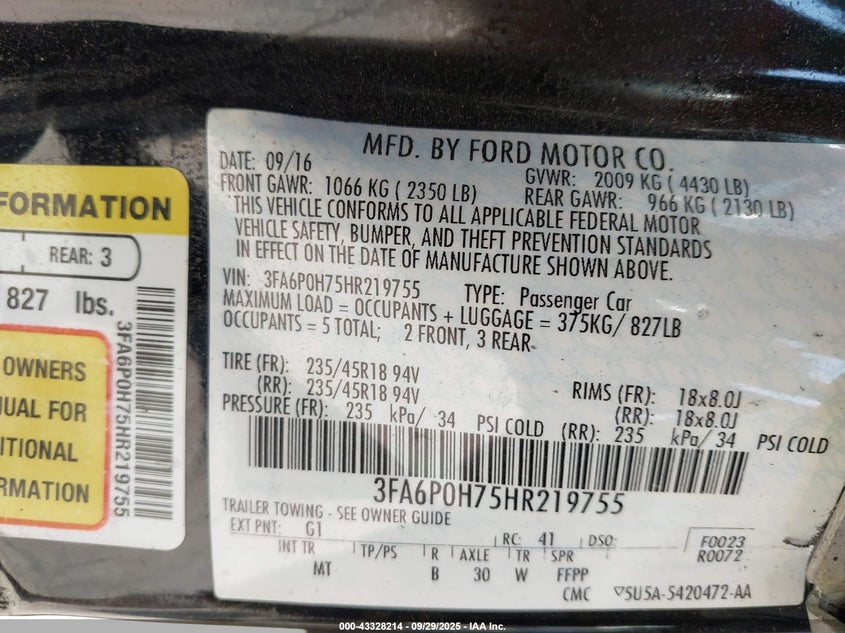 FORMATION
REAR: 3
827 lbs.
OWNERS
UAL FOR
ITIONAL
RMATION
3FA6P0H75HR219755
MFD. BY FORD MOTOR CO.
DATE: 09/16
GVWR: 2009 KG ( 4430 LB)
FRONT GAWR: 1066 KG ( 2350 LB)
REAR GAWR: 966 KG ( 2130 LB)
THIS VEHICLE CONFORMS TO ALL APPLICABLE FEDERAL MOTOR
VEHICLE SAFETY, BUMPER, AND THEFT PREVENTION STANDARDS
IN EFFECT ON THE DATE OF MANUFACTURE SHOWN ABOVE.
VIN: 3FA6P0H75HR219755 TYPE: Passenger Car
MAXIMUM LOAD = OCCUPANTS + LUGGAGE = 375KG/ 827LB
OCCUPANTS = 5 TOTAL; 2 FRONT, 3 REAR
TIRE (FR): 235/45R18 94V RIMS (FR): 18x8.0J
(RR): 235/45R18 94V (RR): 18x8.0J
PRESSURE (FR): 235 kPa/ 34 PSI COLD (RR): 235 kPa/ 34 PSI COLD
3FA6P0H75HR219755
TRAILER TOWING - SEE OWNER GUIDE
EXT PNT: G1 RC: 41 DSO: F0023
R0072
INT TR TP/PS R AXLE TR SPR
MT B 30 W FFPP
CMC ▽5U5A-5420472-AA
000-43328214 - 09/29/2025 - IAA Inc.